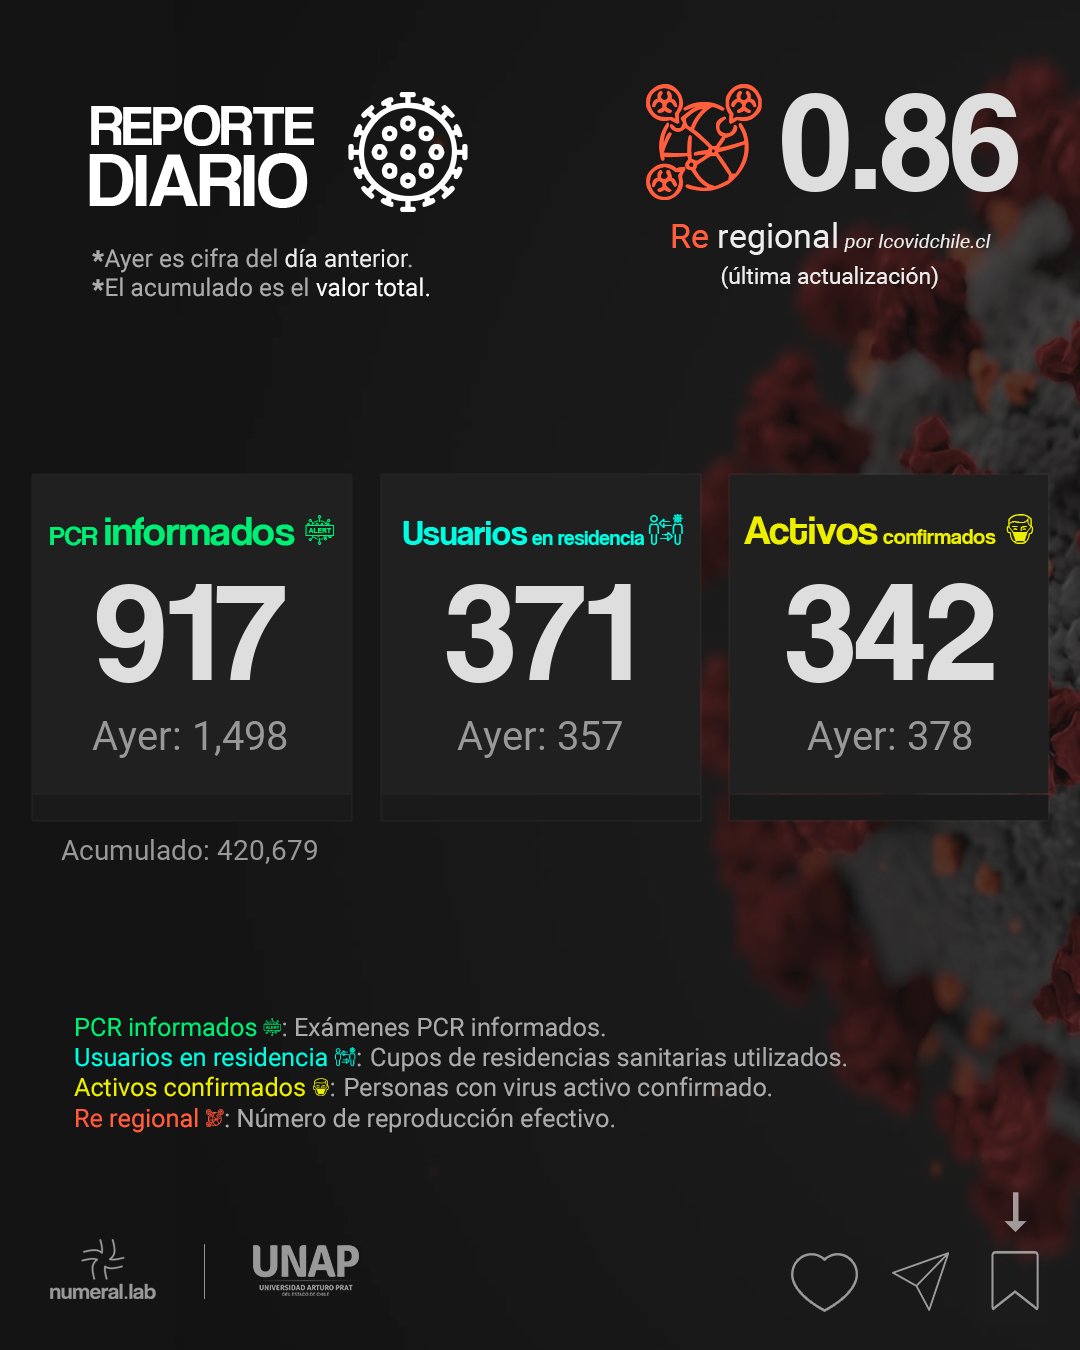 REPORTE
DIARIO
*Ayer es cifra del día anterior.
*El acumulado es el valor total.
0.86
Re regional por Icovidchile.cl
(última actualización)
PCR informados ALERT
917
Ayer: 1,498
Acumulado: 420,679
Usuarios en residencia
371
Ayer: 357
Activos confirmados
342
Ayer: 378
PCR informados ALERT: Exámenes PCR informados.
Usuarios en residencia : Cupos de residencias sanitarias utilizados.
Activos confirmados : Personas con virus activo confirmado.
Re regional : Número de reproducción efectivo.
numeral.lab
UNAP
UNIVERSIDAD ARTURO PRAT
DEL ESTADO DE CHILE